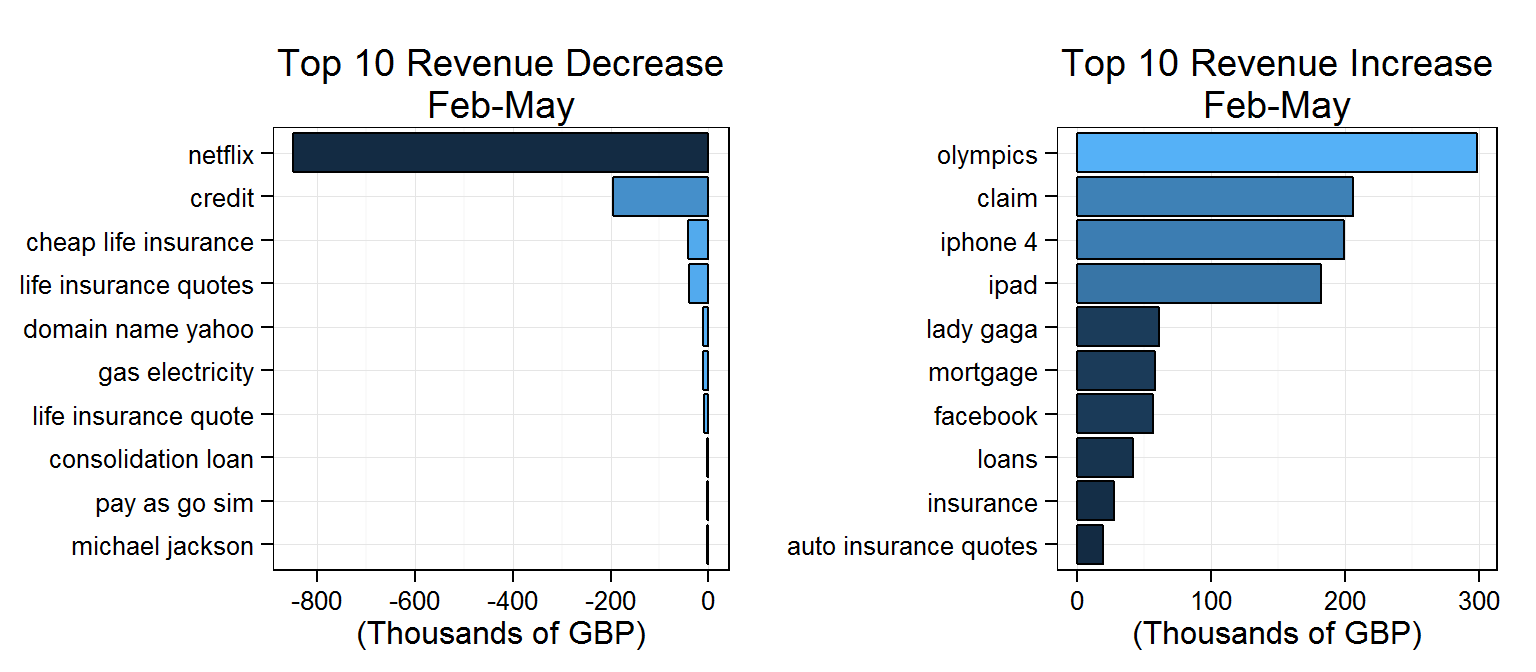 Top 10 Revenue Decrease
Feb-May
netflix
credit
cheap life insurance
life insurance quotes
domain name yahoo
gas electricity
life insurance quote
consolidation loan
pay as go sim
michael jackson
-800 -600 -400 -200 0
(Thousands of GBP)
Top 10 Revenue Increase
Feb-May
olympics
claim
iphone 4
ipad
lady gaga
mortgage
facebook
loans
insurance
auto insurance quotes
0 100 200 300
(Thousands of GBP)